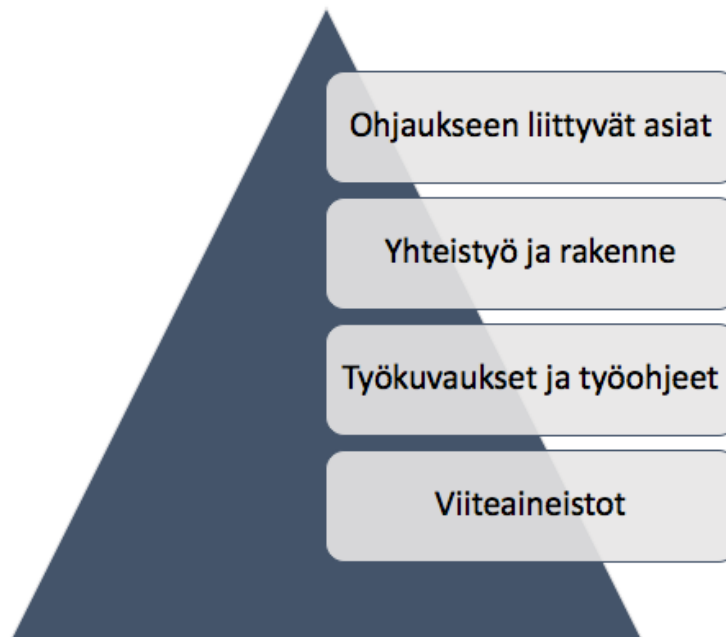 Ohjaukseen liittyvät asiat
Yhteistyö ja rakenne
Työkuvaukset ja työohjeet
Viiteaineistot